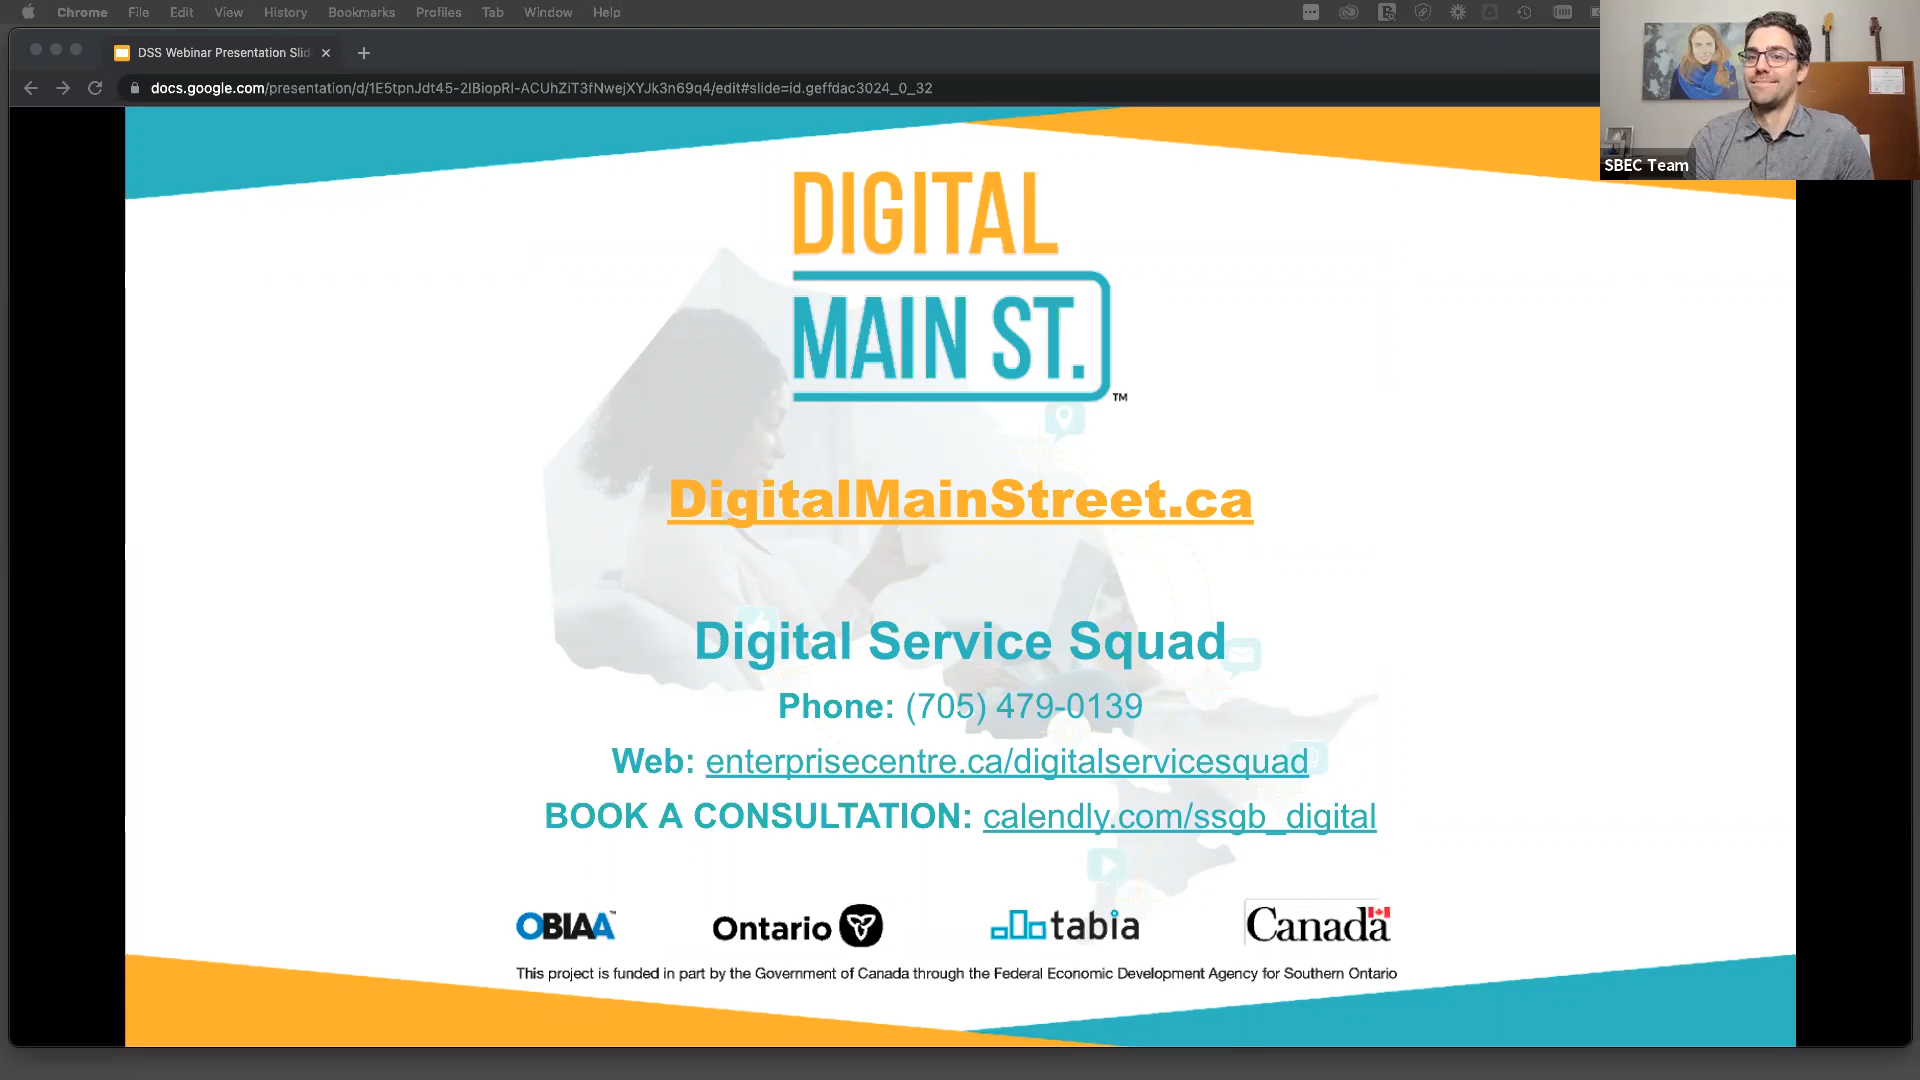 Chrome File Edit View History Bookmarks Profiles Tab Window Help
DSS Webinar Presentation Slid
docs.google.com/presentation/d/1E5tpnJdt45-2IBiopRI-ACUhZiT3fNwejXYJk3n69q4/edit#slide=id.geffdac3024_0_32
SBEC Team
DIGITAL
MAIN ST.
TM
DigitalMainStreet.ca
Digital Service Squad
Phone: (705) 479-0139
Web: enterprisecentre.ca/digitalservicesquad
BOOK A CONSULTATION: calendly.com/ssgb_digital
OBIAA™ Ontario tabia Canada
This project is funded in part by the Government of Canada through the Federal Economic Development Agency for Southern Ontario